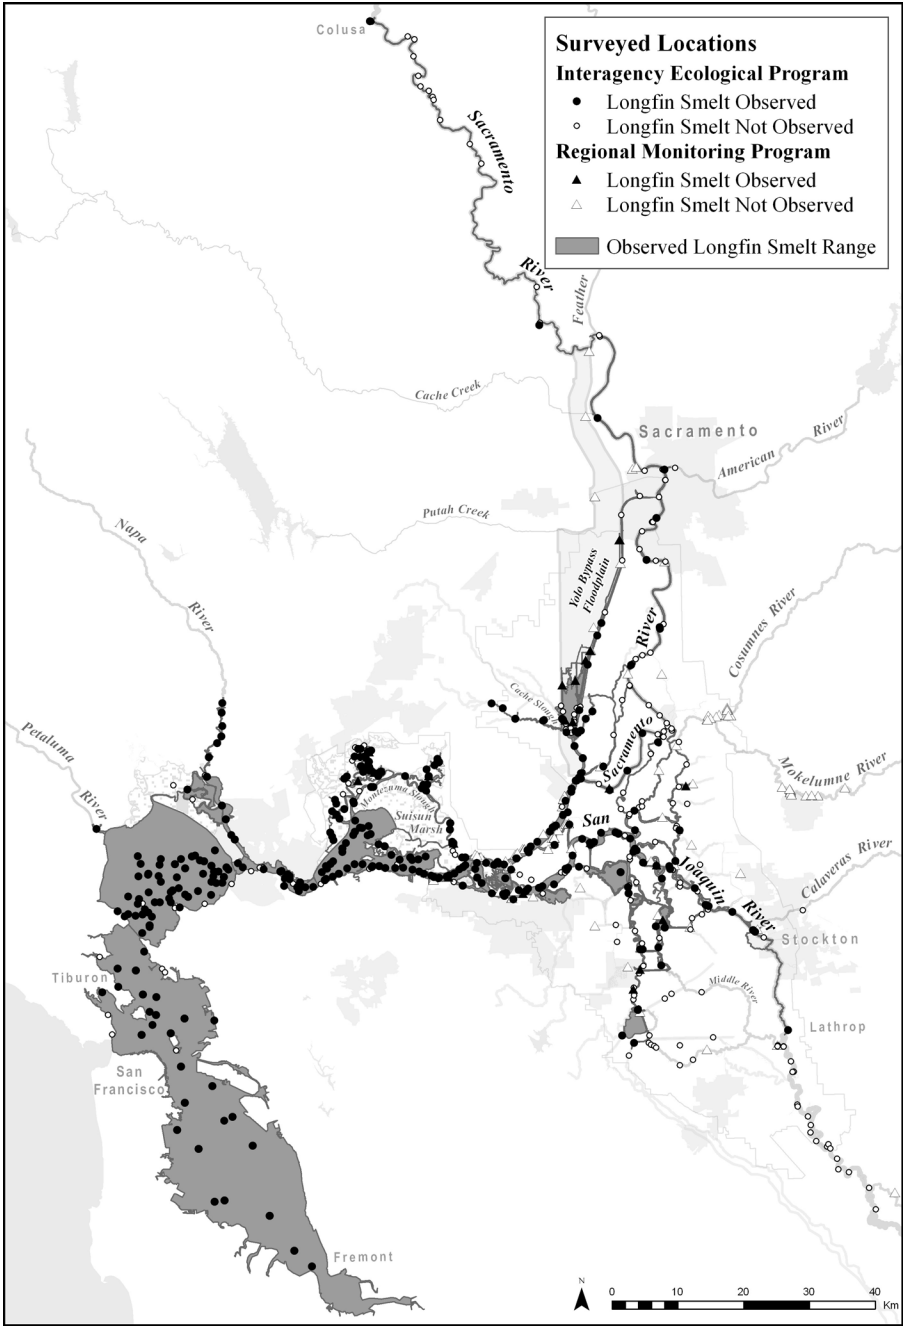 Colusa
Surveyed Locations
Interagency Ecological Program
Longfin Smelt Observed
Longfin Smelt Not Observed
Regional Monitoring Program
Longfin Smelt Observed
Longfin Smelt Not Observed
Observed Longfin Smelt Range
Sacramento
River
Feather
Cache Creek
Sacramento
American
River
Putah Creek
Napa
River
Yolo Bypass
Floodplain
River
Cosumnes River
Cache Slough
Sacramento
Petaluma
River
Mokelumne River
Montezuma Slough
Suisun
Marsh
San
Joaquin
River
Calaveras River
Stockton
Tiburon
Middle River
Lathrop
San
Francisco
Fremont
N
0 10 20 30 40
Km